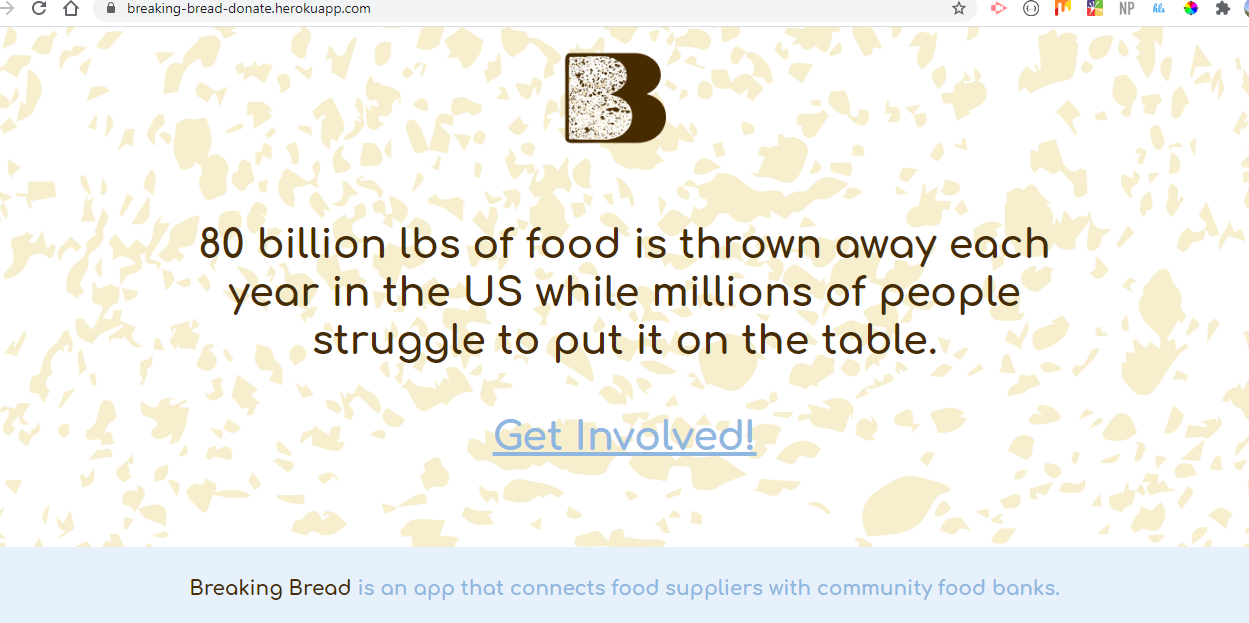 breaking-bread-donate.herokuapp.com
NP
hls
B
80 billion lbs of food is thrown away each
year in the US while millions of people
struggle to put it on the table.
Get Involved!
Breaking Bread is an app that connects food suppliers with community food banks.